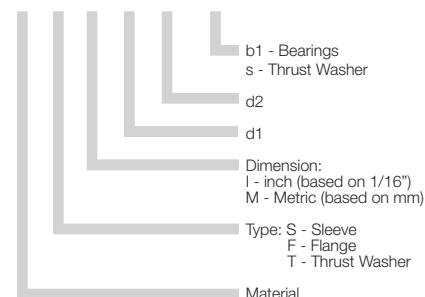 b1 - Bearings
s - Thrust Washer
d2
d1
Dimension:
I - inch (based on 1/16”)
M - Metric (based on mm)
Type: S - Sleeve
F - Flange
T - Thrust Washer
Material